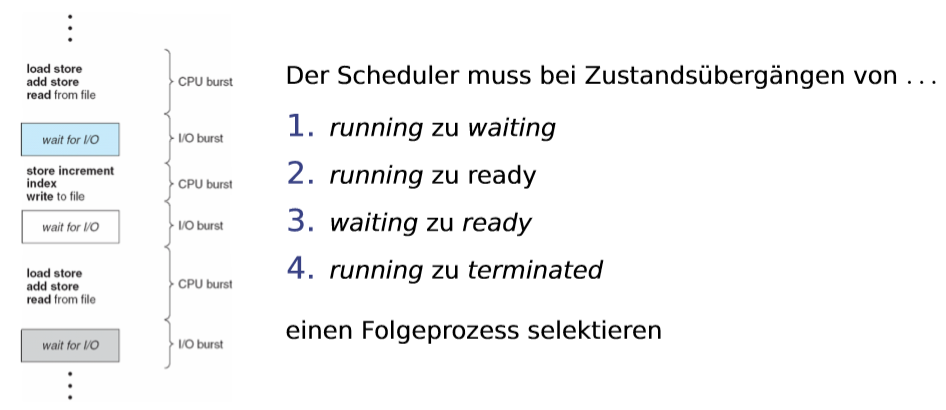 load store
add store
read from file
CPU burst
wait for I/O
I/O burst
store increment
index
write to file
CPU burst
wait for I/O
I/O burst
load store
add store
read from file
CPU burst
wait for I/O
I/O burst
Der Scheduler muss bei Zustandsübergängen von ...
1. running zu waiting
2. running zu ready
3. waiting zu ready
4. running zu terminated
einen Folgeprozess selektieren